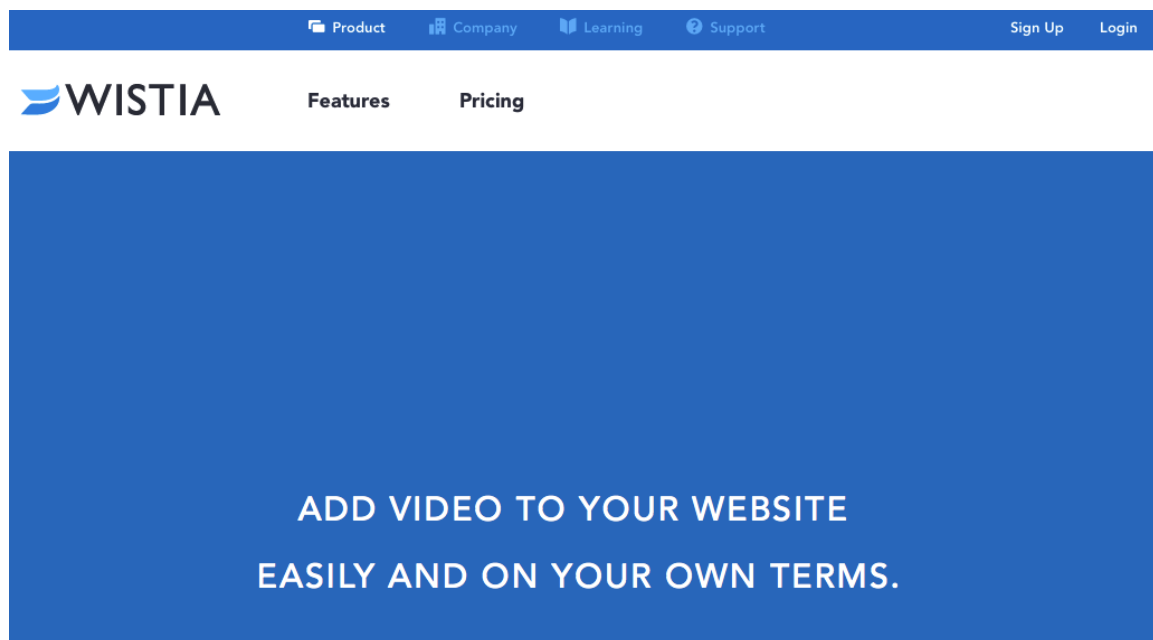 Product Company Learning Support Sign Up Login
WISTIA Features Pricing
ADD VIDEO TO YOUR WEBSITE
EASILY AND ON YOUR OWN TERMS.